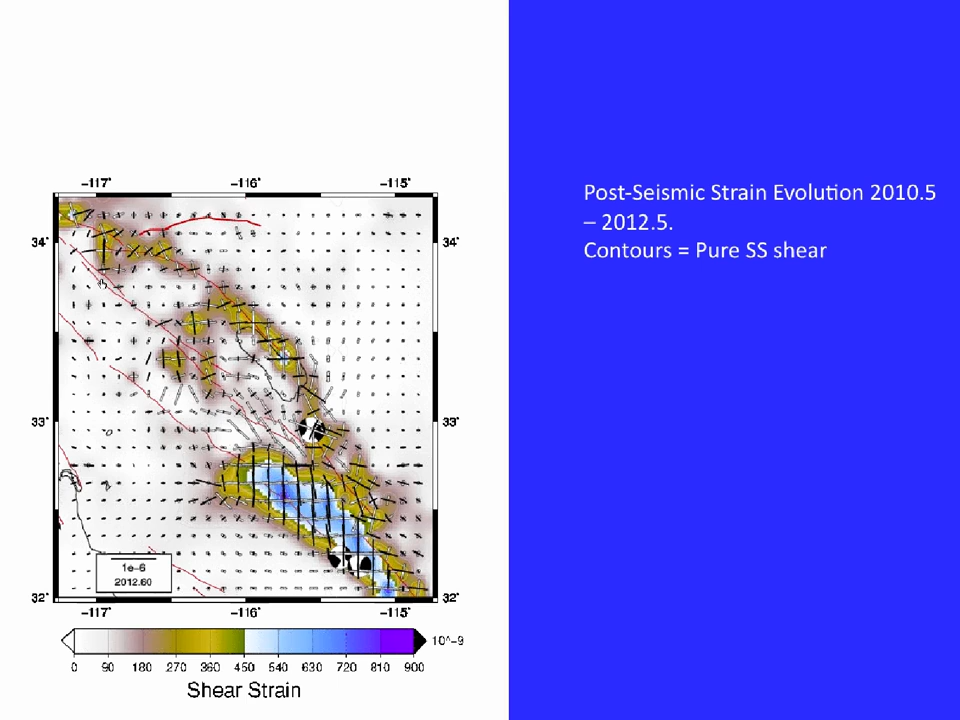 Post-Seismic Strain Evolution 2010.5
– 2012.5.
Contours = Pure SS shear
−117˚ −116˚ −115˚
34˚ 34˚
33˚ 33˚
1e−6
2012.60
32˚ 32˚
−117˚ −116˚ −115˚
10^−9
0 90 180 270 360 450 540 630 720 810 900
Shear Strain